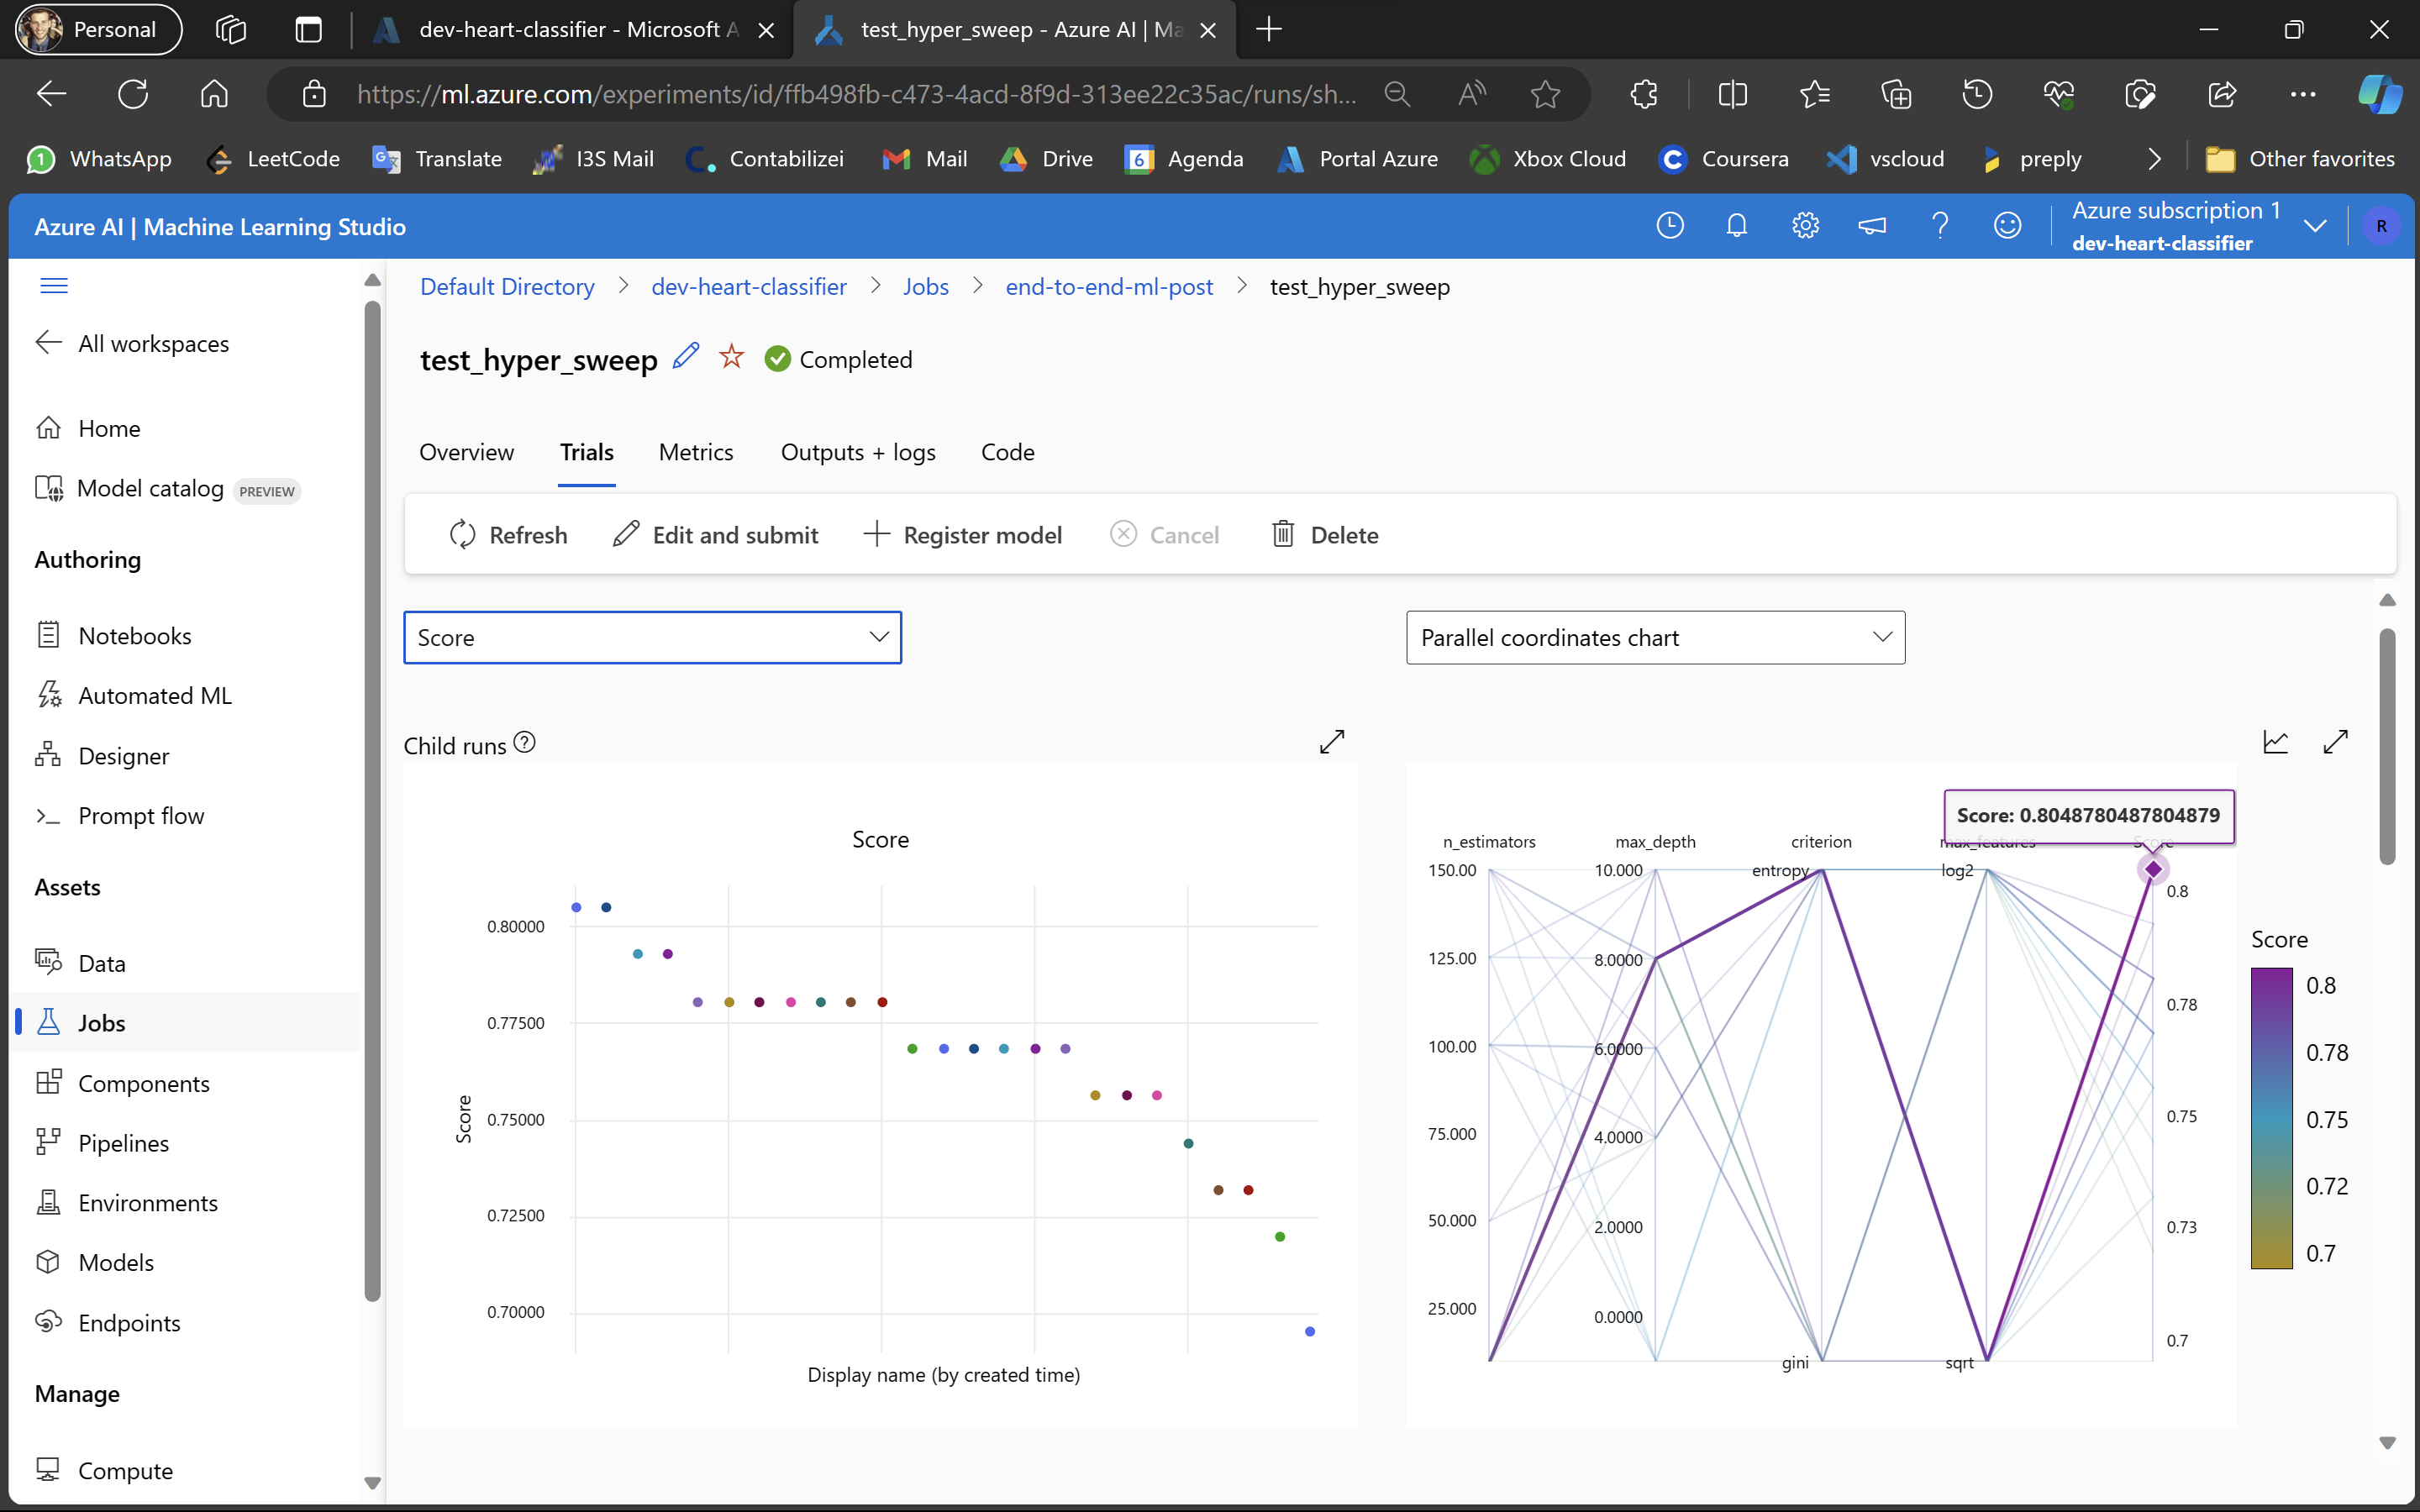 Personal
dev-heart-classifier - Microsoft A
test_hyper_sweep - Azure AI | Ma
https://ml.azure.com/experiments/id/ffb498fb-c473-4acd-8f9d-313ee22c35ac/runs/sh...
1 WhatsApp
LeetCode
Translate
I3S Mail
Contabilizei
Mail
Drive
6 Agenda
Portal Azure
Xbox Cloud
Coursera
vscloud
preply
Other favorites
Azure AI | Machine Learning Studio
Azure subscription 1
dev-heart-classifier
R
All workspaces
Home
Model catalog PREVIEW
Authoring
Notebooks
Automated ML
Designer
Prompt flow
Assets
Data
Jobs
Components
Pipelines
Environments
Models
Endpoints
Manage
Compute
Default Directory > dev-heart-classifier > Jobs > end-to-end-ml-post > test_hyper_sweep
test_hyper_sweep Completed
Overview Trials Metrics Outputs + logs Code
Refresh Edit and submit + Register model Cancel Delete
Score
Parallel coordinates chart
Child runs ?
Score
0.80000
0.77500
0.75000
0.72500
0.70000
Score
Display name (by created time)
Score: 0.8048780487804879
n_estimators
max_depth
criterion
max_features
Score
150.00
125.00
100.00
75.000
50.000
25.000
10.000
8.0000
6.0000
4.0000
2.0000
0.0000
entropy
gini
log2
sqrt
0.8
0.78
0.75
0.73
0.7
Score
0.8
0.78
0.75
0.72
0.7